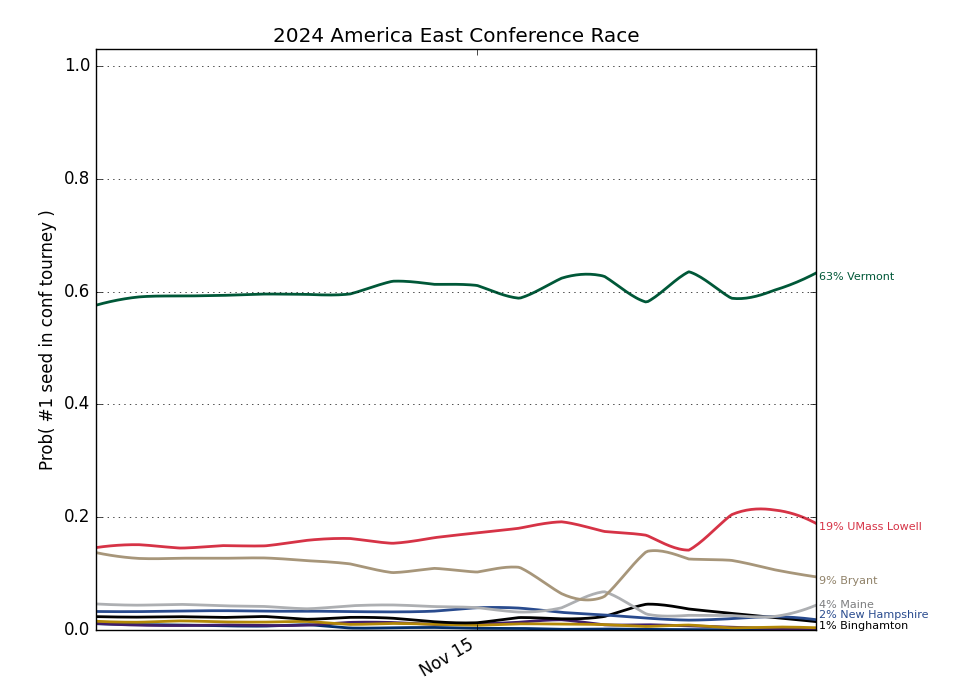 2024 America East Conference Race
1.0
0.8
0.6
0.4
0.2
0.0
Prob( #1 seed in conf tourney )
Nov 15
63% Vermont
19% UMass Lowell
9% Bryant
4% Maine
2% New Hampshire
1% Binghamton